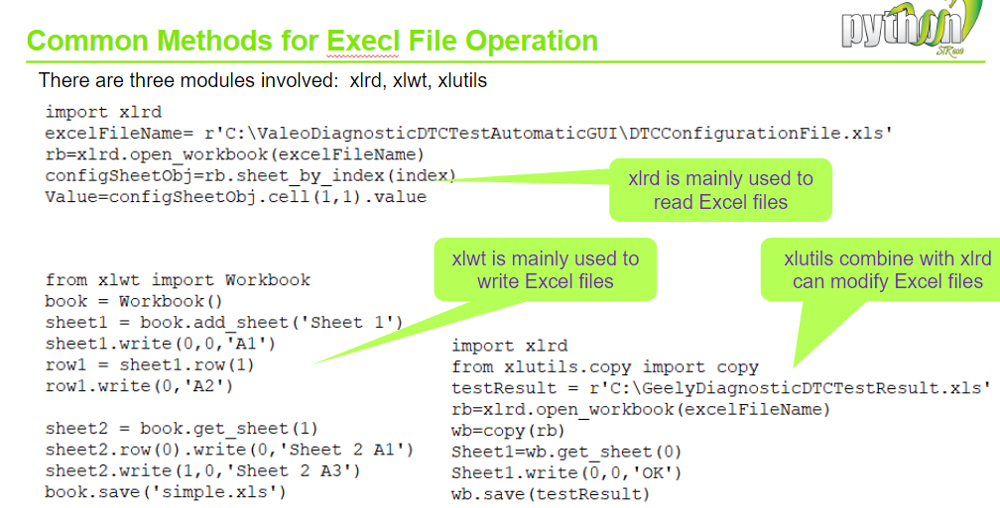 Common Methods for Execl File Operation
python
STR609
There are three modules involved:  xlrd, xlwt, xlutils
import xlrd
excelFileName= r'C:\ValeoDiagnosticDTCTestAutomaticGUI\DTCConfigurationFile.xls'
rb=xlrd.open_workbook(excelFileName)
configSheetObj=rb.sheet_by_index(index)
Value=configSheetObj.cell(1,1).value
xlrd is mainly used to
read Excel files
from xlwt import Workbook
book = Workbook()
sheet1 = book.add_sheet('Sheet 1')
sheet1.write(0,0,'A1')
row1 = sheet1.row(1)
row1.write(0,'A2')
sheet2 = book.get_sheet(1)
sheet2.row(0).write(0,'Sheet 2 A1')
sheet2.write(1,0,'Sheet 2 A3')
book.save('simple.xls')
xlwt is mainly used to
write Excel files
xlutils combine with xlrd
can modify Excel files
import xlrd
from xlutils.copy import copy
testResult = r'C:\GeelyDiagnosticDTCTestResult.xls'
rb=xlrd.open_workbook(excelFileName)
wb=copy(rb)
Sheet1=wb.get_sheet(0)
Sheet1.write(0,0,'OK')
wb.save(testResult)